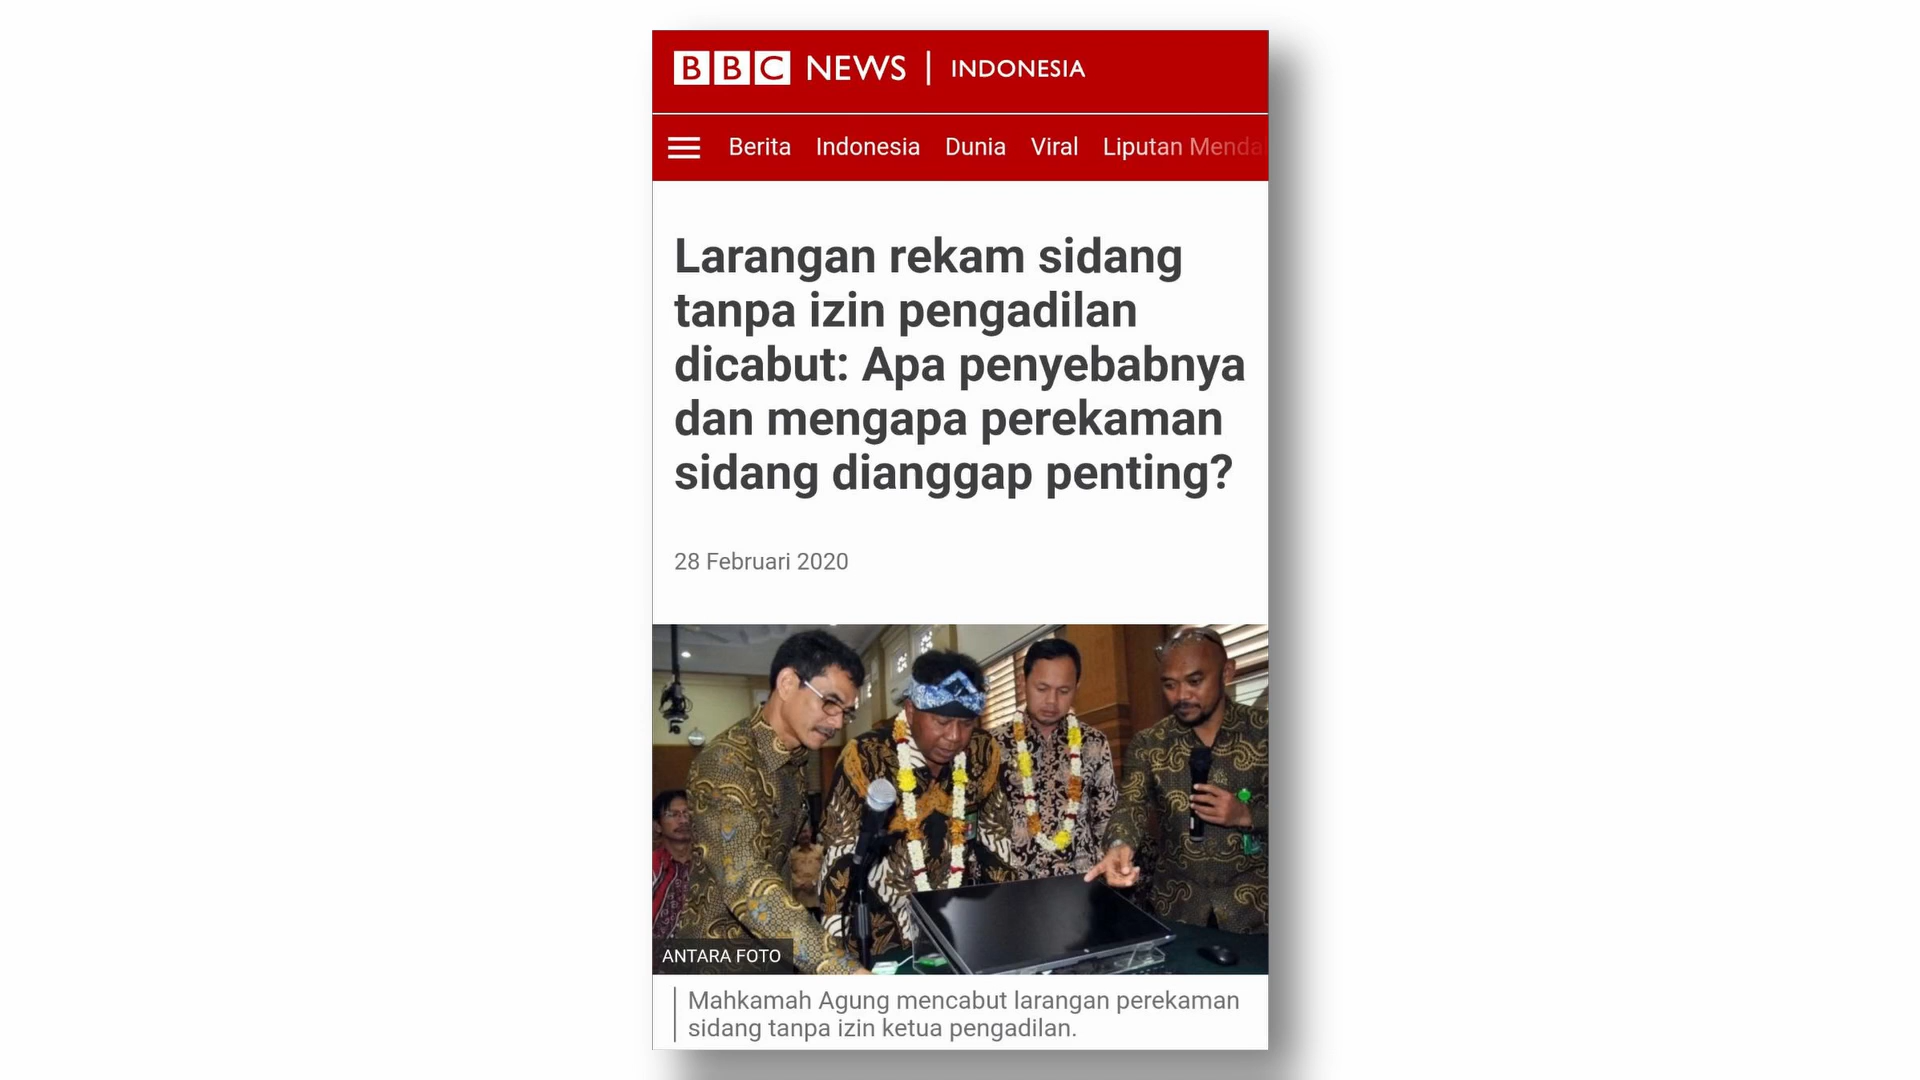 BBC NEWS | INDONESIA
Berita Indonesia Dunia Viral Liputan
Larangan rekam sidang
tanpa izin pengadilan
dicabut: Apa penyebabnya
dan mengapa perekaman
sidang dianggap penting?
28 Februari 2020
ANTARA FOTO
Mahkamah Agung mencabut larangan perekaman
sidang tanpa izin ketua pengadilan.